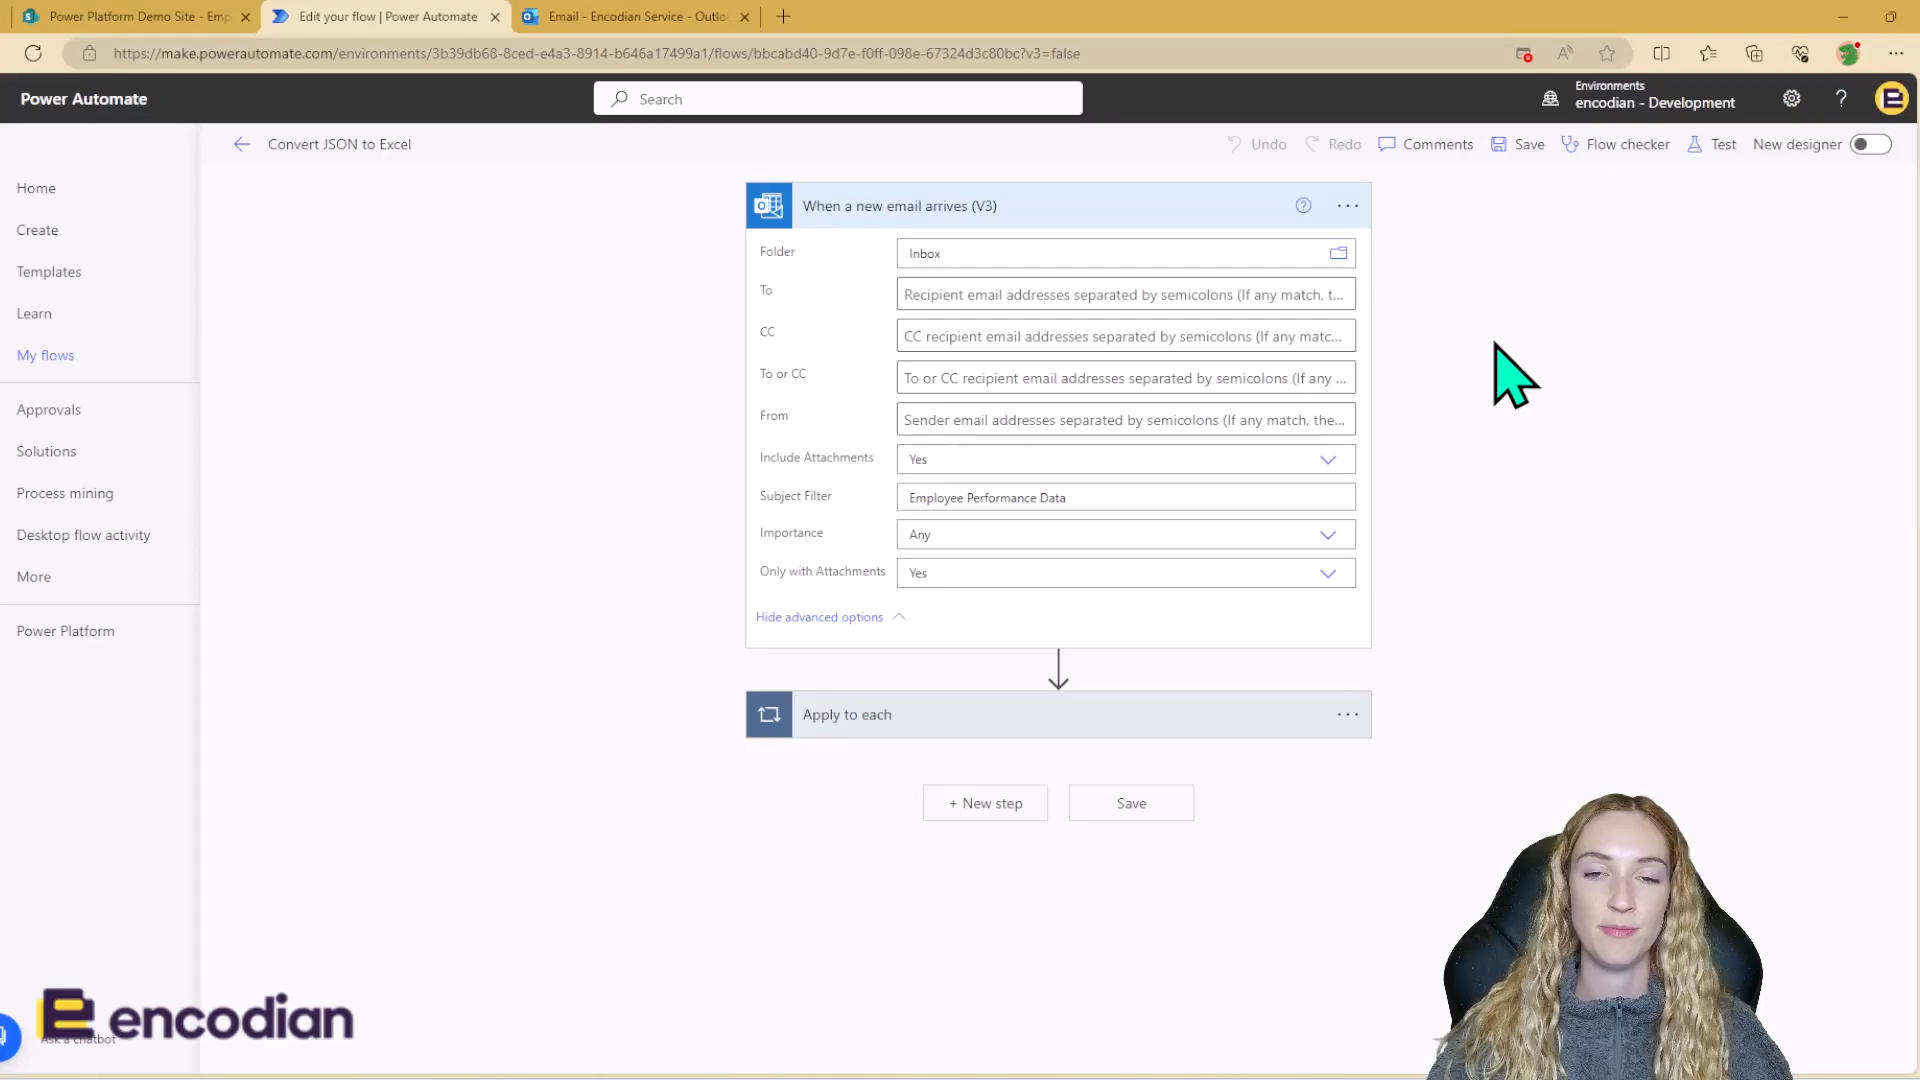 Power Platform Demo Site - Emp
Edit your flow | Power Automate
Email - Encodian Service - Outlo
https://make.powerautomate.com/environments/3b39db68-8ced-e4a3-8914-b646a17499a1/flows/bbcabd40-9d7e-f0ff-098e-67324d3c80bc?v3=false
Power Automate
Search
Environments
encodian - Development
Convert JSON to Excel
Undo
Redo
Comments
Save
Flow checker
Test
New designer
Home
Create
Templates
Learn
My flows
Approvals
Solutions
Process mining
Desktop flow activity
More
Power Platform
When a new email arrives (V3)
Folder
Inbox
To
Recipient email addresses separated by semicolons (If any match, t...
CC
CC recipient email addresses separated by semicolons (If any matc...
To or CC
To or CC recipient email addresses separated by semicolons (If any ...
From
Sender email addresses separated by semicolons (If any match, the...
Include Attachments
Yes
Subject Filter
Employee Performance Data
Importance
Any
Only with Attachments
Yes
Hide advanced options
Apply to each
+ New step
Save
encodian
Ask a chatbot